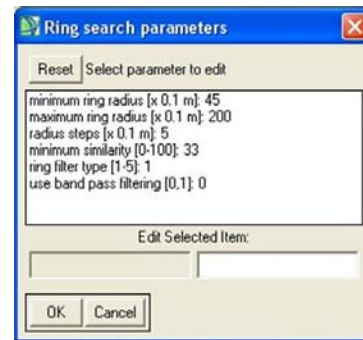 Ring search parameters
Reset Select parameter to edit
minimum ring radius [x 0.1 m]: 45
maximum ring radius [x 0.1 m]: 200
radius steps [x 0.1 m]: 5
minimum similarity [0-100]: 33
ring filter type [1-5]: 1
use band pass filtering [0,1]: 0
Edit Selected Item:
OK Cancel